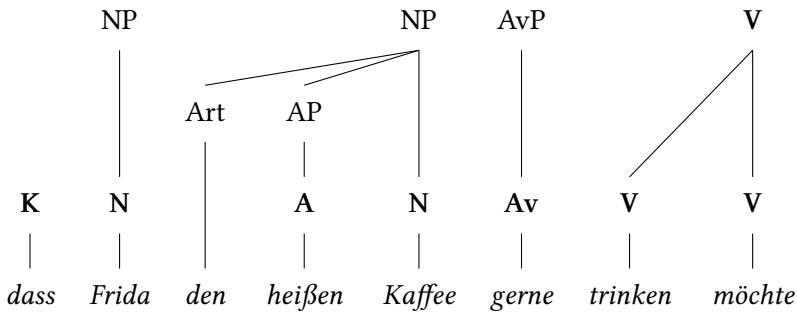 NP NP AvP V
Art AP
K N A N Av V V
dass Frida den heißen Kaffee gerne trinken möchte